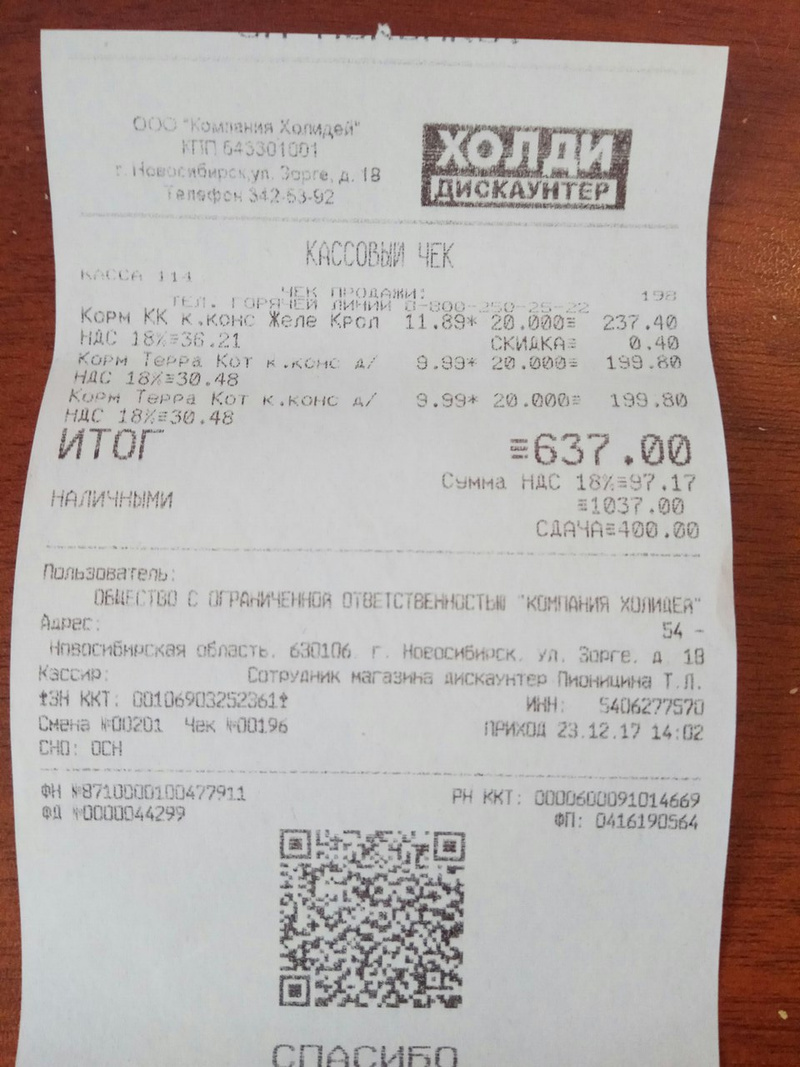 ООО "Компания Холидей"
КПП 543301001
г. Новосибирск,ул. Зорге, д. 18
Телефон 342-53-92
ХОЛДИ
ДИСКАУНТЕР
КАССОВЫЙ ЧЕК
КАССА 114
ЧЕК ПРОДАЖИ: 198
ТЕЛ. ГОРЯЧЕЙ ЛИНИИ 8-800-250-25-22
Корм КК к.конс Желе Крол 11.89* 20.000≡ 237.40
НДС 18%≡36.21 СКИДКА≡ 0.40
Корм Терра Кот к.конс д/ 9.99* 20.000≡ 199.80
НДС 18%≡30.48
Корм Терра Кот к.конс д/ 9.99* 20.000≡ 199.80
НДС 18%≡30.48
ИТОГ ≡637.00
Сумма НДС 18%≡97.17
НАЛИЧНЫМИ ≡1037.00
СДАЧА≡400.00
Пользователь:
ОБЩЕСТВО С ОГРАНИЧЕННОЙ ОТВЕТСТВЕННОСТЬЮ "КОМПАНИЯ ХОЛИДЕЙ"
Адрес: 54 -
Новосибирская область. 630106 г. Новосибирск. ул. Зорге. д. 18
Кассир: Сотрудник магазина дискаунтер Пионицина Т.Л.
↑ЗН ККТ: 00106903252361↑ ИНН: 5406277570
Смена №00201 Чек №00196 ПРИХОД 23.12.17 14:02
СНО: ОСН
ФН №8710000100477911 РН ККТ: 0000600091014669
ФД №0000044299 ФП: 0416190564
СПАСИБО